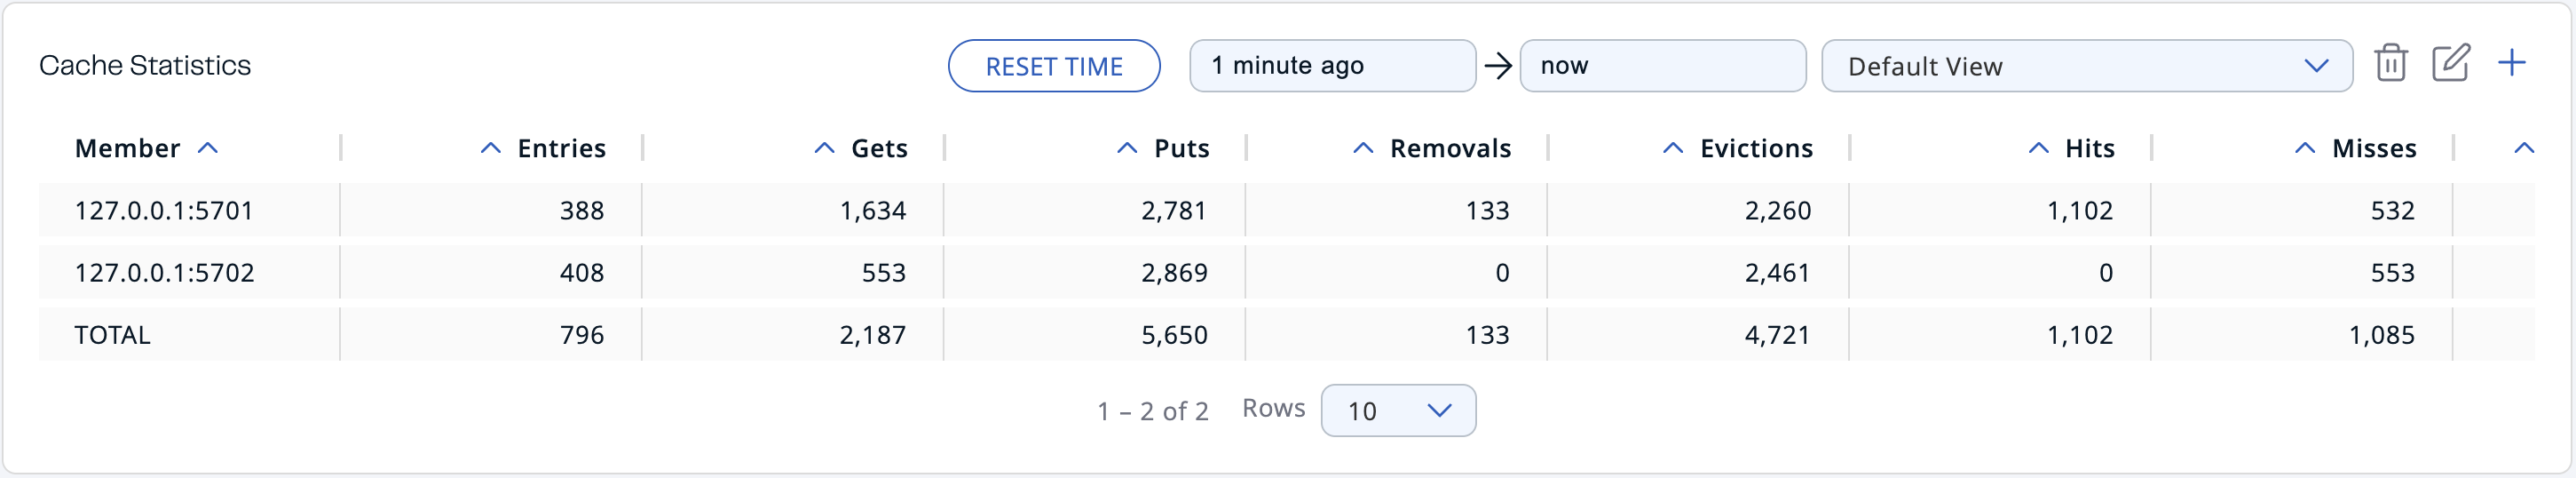 Cache Statistics RESET TIME 1 minute ago → now Default View
Member Entries Gets Puts Removals Evictions Hits Misses
127.0.0.1:5701 388 1,634 2,781 133 2,260 1,102 532
127.0.0.1:5702 408 553 2,869 0 2,461 0 553
TOTAL 796 2,187 5,650 133 4,721 1,102 1,085
1 – 2 of 2 Rows 10